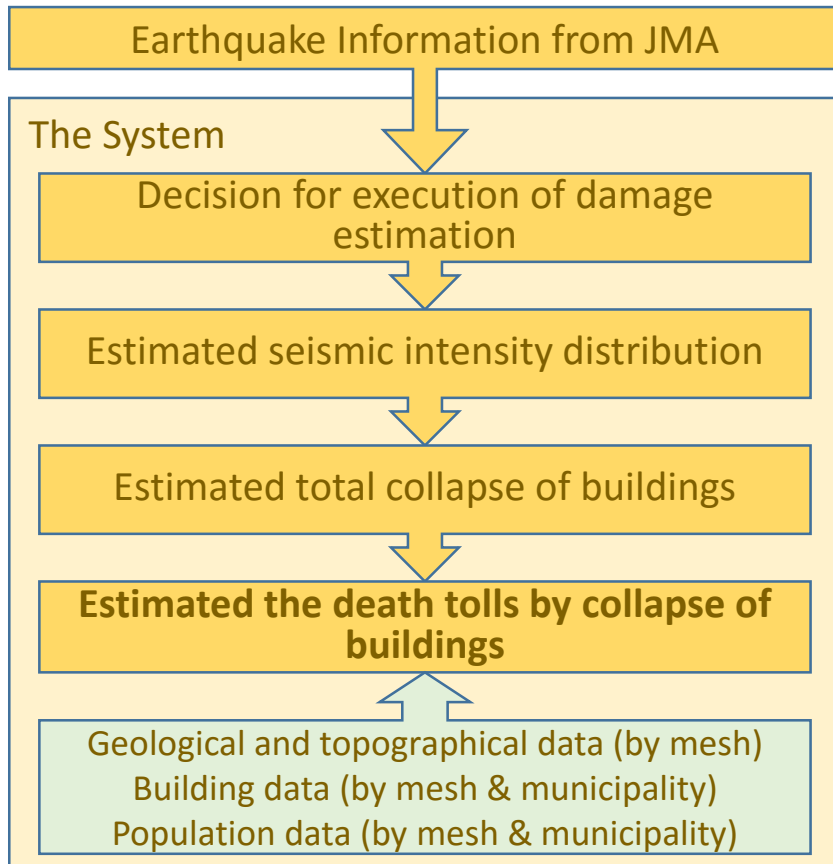 Earthquake Information from JMA
The System
Decision for execution of damage
estimation
Estimated seismic intensity distribution
Estimated total collapse of buildings
Estimated the death tolls by collapse of
buildings
Geological and topographical data (by mesh)
Building data (by mesh & municipality)
Population data (by mesh & municipality)